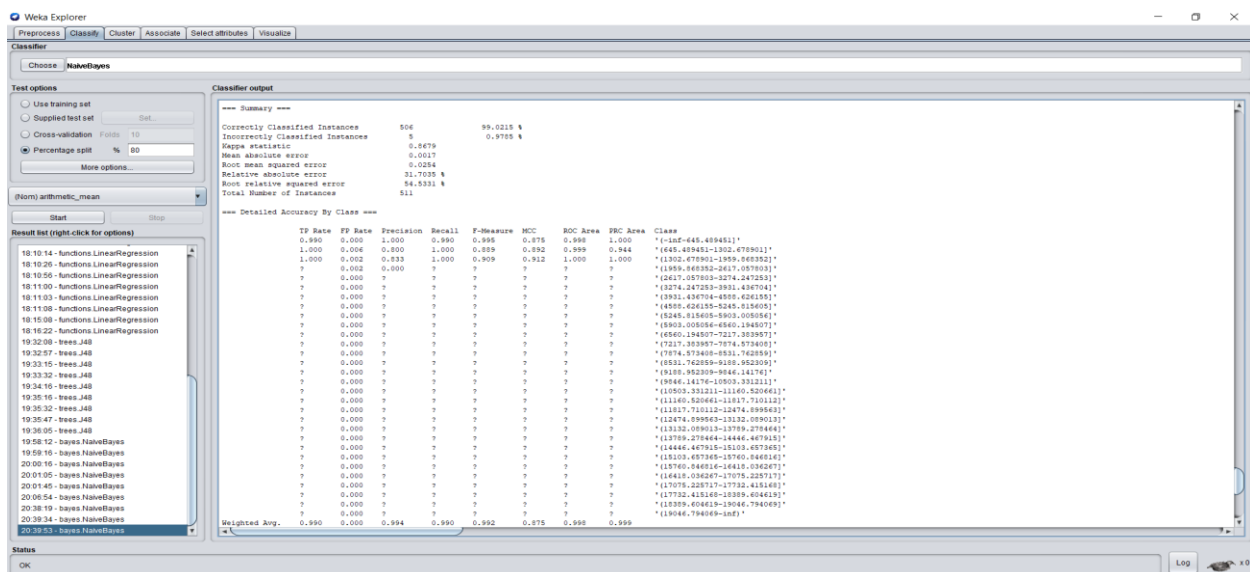 Weka Explorer
Preprocess Classify Cluster Associate Select attributes Visualize
Classifier
Choose NaiveBayes
Test options
Use training set
Supplied test set Set...
Cross-validation Folds 10
Percentage split % 80
More options...
(Nom) arithmetic_mean
Start Stop
Result list (right-click for options)
18:10:14 - functions.LinearRegression
18:10:26 - functions.LinearRegression
18:10:56 - functions.LinearRegression
18:11:00 - functions.LinearRegression
18:11:03 - functions.LinearRegression
18:11:08 - functions.LinearRegression
18:15:08 - functions.LinearRegression
18:16:22 - functions.LinearRegression
19:32:08 - trees.J48
19:32:57 - trees.J48
19:33:15 - trees.J48
19:33:32 - trees.J48
19:34:16 - trees.J48
19:35:16 - trees.J48
19:35:32 - trees.J48
19:35:47 - trees.J48
19:36:05 - trees.J48
19:58:12 - bayes.NaiveBayes
19:59:16 - bayes.NaiveBayes
20:00:16 - bayes.NaiveBayes
20:01:05 - bayes.NaiveBayes
20:01:45 - bayes.NaiveBayes
20:06:54 - bayes.NaiveBayes
20:38:19 - bayes.NaiveBayes
20:39:34 - bayes.NaiveBayes
20:39:53 - bayes.NaiveBayes
Classifier output
=== Summary ===
Correctly Classified Instances 506 99.0215 %
Incorrectly Classified Instances 5 0.9785 %
Kappa statistic 0.8679
Mean absolute error 0.0017
Root mean squared error 0.0254
Relative absolute error 31.7035 %
Root relative squared error 54.5331 %
Total Number of Instances 511
=== Detailed Accuracy By Class ===
TP Rate FP Rate Precision Recall F-Measure MCC ROC Area PRC Area Class
0.990 0.000 1.000 0.990 0.995 0.875 0.998 1.000 '(-inf-645.489451]'
1.000 0.006 0.800 1.000 0.889 0.892 0.999 0.944 '(645.489451-1302.678901]'
1.000 0.002 0.833 1.000 0.909 0.912 1.000 1.000 '(1302.678901-1959.868352]'
? 0.002 0.000 ? ? ? ? ? '(1959.868352-2617.057803]'
? 0.000 ? ? ? ? ? ? '(2617.057803-3274.247253]'
? 0.000 ? ? ? ? ? ? '(3274.247253-3931.436704]'
? 0.000 ? ? ? ? ? ? '(3931.436704-4588.626155]'
? 0.000 ? ? ? ? ? ? '(4588.626155-5245.815605]'
? 0.000 ? ? ? ? ? ? '(5245.815605-5903.005056]'
? 0.000 ? ? ? ? ? ? '(5903.005056-6560.194507]'
? 0.000 ? ? ? ? ? ? '(6560.194507-7217.383957]'
? 0.000 ? ? ? ? ? ? '(7217.383957-7874.573408]'
? 0.000 ? ? ? ? ? ? '(7874.573408-8531.762859]'
? 0.000 ? ? ? ? ? ? '(8531.762859-9188.952309]'
? 0.000 ? ? ? ? ? ? '(9188.952309-9846.14176]'
? 0.000 ? ? ? ? ? ? '(9846.14176-10503.331211]'
? 0.000 ? ? ? ? ? ? '(10503.331211-11160.520661]'
? 0.000 ? ? ? ? ? ? '(11160.520661-11817.710112]'
? 0.000 ? ? ? ? ? ? '(11817.710112-12474.899563]'
? 0.000 ? ? ? ? ? ? '(12474.899563-13132.089013]'
? 0.000 ? ? ? ? ? ? '(13132.089013-13789.278464]'
? 0.000 ? ? ? ? ? ? '(13789.278464-14446.467915]'
? 0.000 ? ? ? ? ? ? '(14446.467915-15103.657365]'
? 0.000 ? ? ? ? ? ? '(15103.657365-15760.846816]'
? 0.000 ? ? ? ? ? ? '(15760.846816-16418.036267]'
? 0.000 ? ? ? ? ? ? '(16418.036267-17075.225717]'
? 0.000 ? ? ? ? ? ? '(17075.225717-17732.415168]'
? 0.000 ? ? ? ? ? ? '(17732.415168-18389.604619]'
? 0.000 ? ? ? ? ? ? '(18389.604619-19046.794069]'
? 0.000 ? ? ? ? ? ? '(19046.794069-inf)'
Weighted Avg. 0.990 0.000 0.994 0.990 0.992 0.875 0.998 0.999
Status
OK
Log x 0